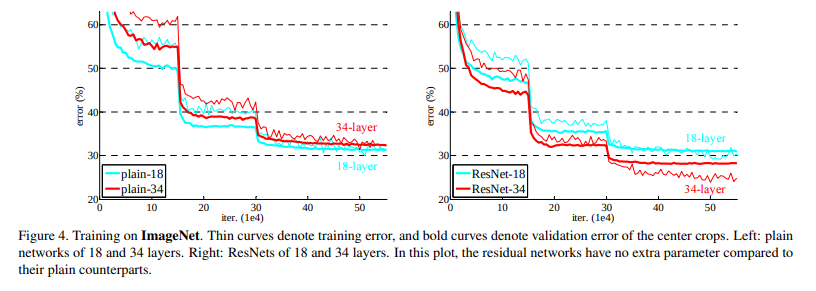 60
50
40
30
20
error (%)
0
10
20
30
40
50
iter. (1e4)
34-layer
18-layer
plain-18
plain-34
60
50
40
30
20
error (%)
0
10
20
30
40
50
iter. (1e4)
18-layer
34-layer
ResNet-18
ResNet-34
Figure 4. Training on ImageNet. Thin curves denote training error, and bold curves denote validation error of the center crops. Left: plain
networks of 18 and 34 layers. Right: ResNets of 18 and 34 layers. In this plot, the residual networks have no extra parameter compared to
their plain counterparts.